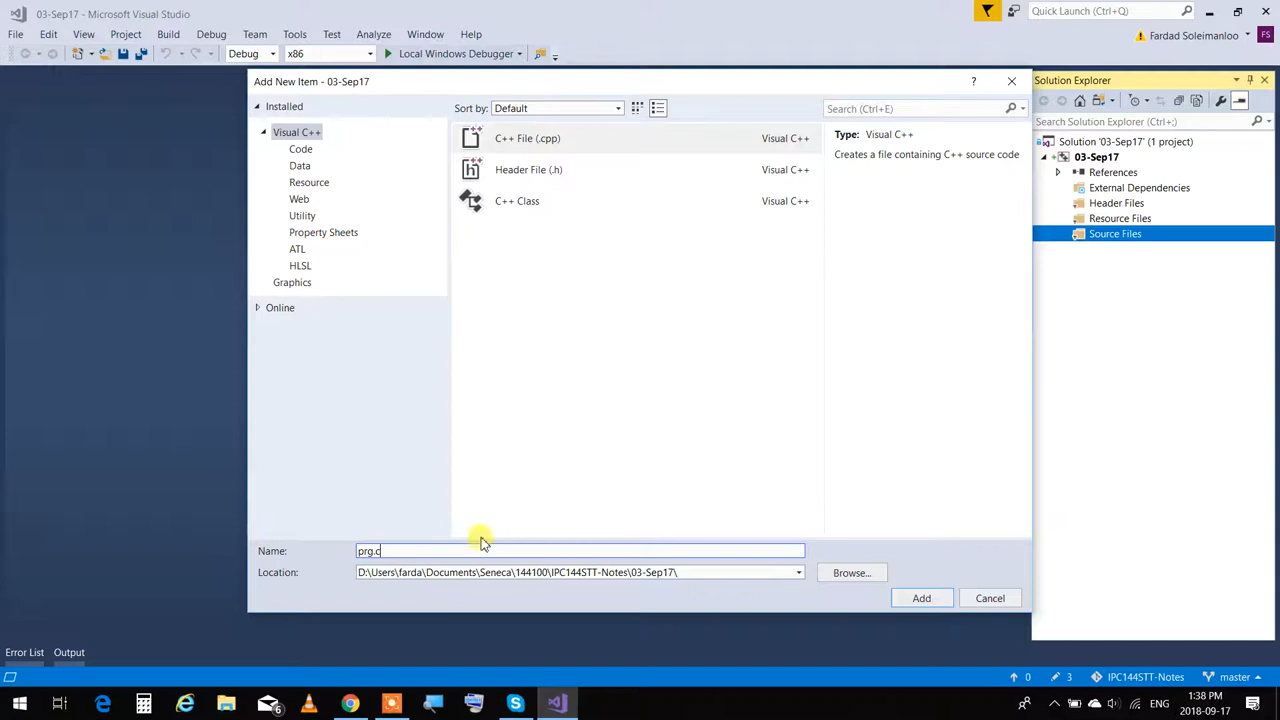 03-Sep17 - Microsoft Visual Studio
Quick Launch (Ctrl+Q)
File Edit View Project Build Debug Team Tools Test Analyze Window Help
Fardad Soleimanloo FS
Debug x86 Local Windows Debugger
Add New Item - 03-Sep17
Installed
Sort by: Default
Search (Ctrl+E)
Visual C++
Code
Data
Resource
Web
Utility
Property Sheets
ATL
HLSL
Graphics
Online
C++ File (.cpp) Visual C++
Header File (.h) Visual C++
C++ Class Visual C++
Type: Visual C++
Creates a file containing C++ source code
Name: prg.c
Location: D:\Users\farda\Documents\Seneca\144100\IPC144STT-Notes\03-Sep17\
Browse...
Add Cancel
Solution Explorer
Search Solution Explorer (Ctrl+;)
Solution '03-Sep17' (1 project)
03-Sep17
References
External Dependencies
Header Files
Resource Files
Source Files
Error List Output
0 3 IPC144STT-Notes master
6
ENG
1:38 PM
2018-09-17